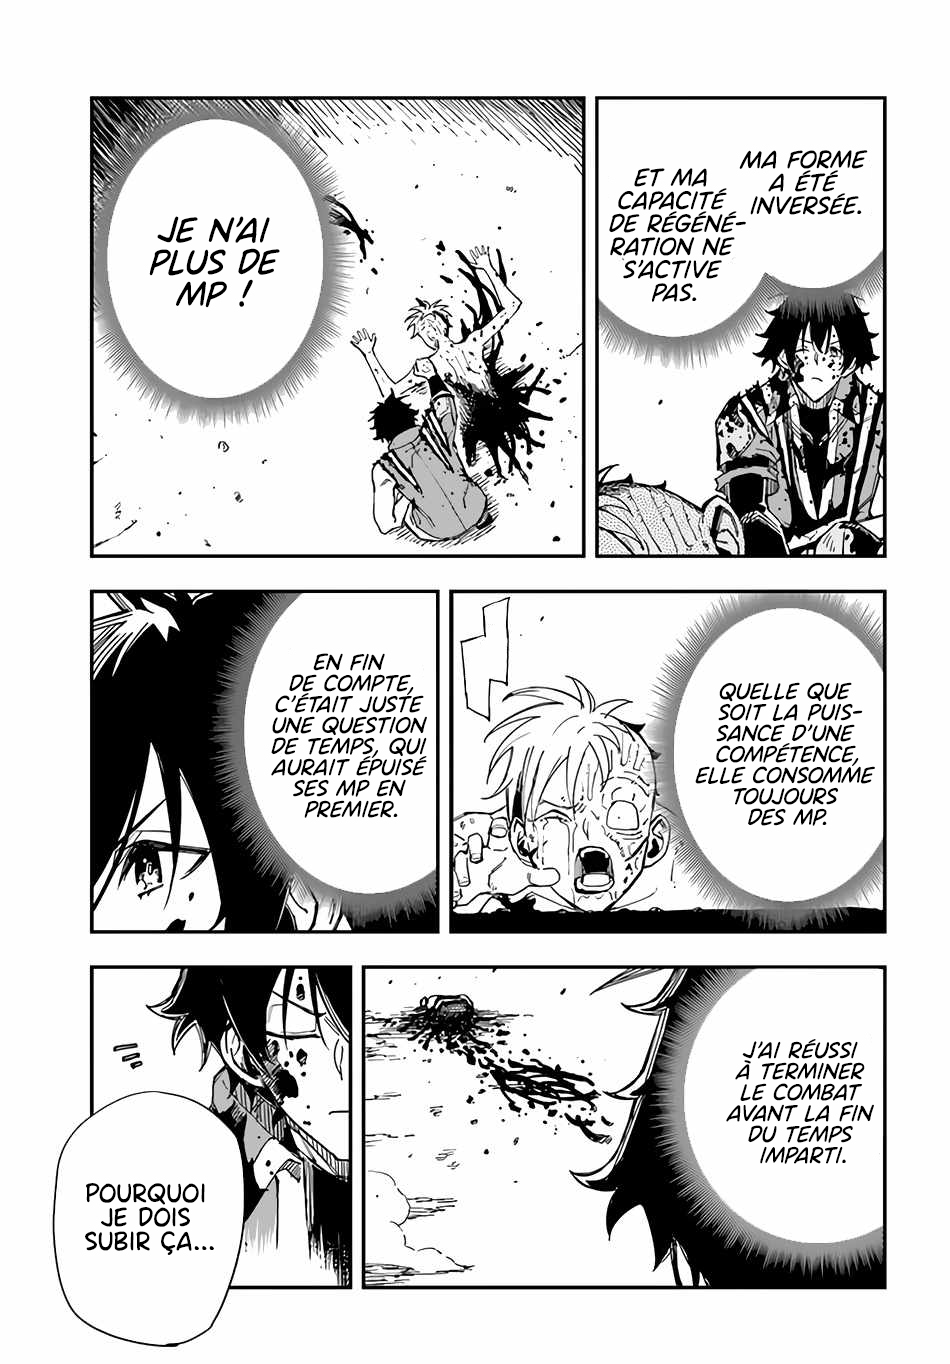 MA FORME
A ÉTÉ
INVERSÉE.
ET MA
CAPACITÉ
DE RÉGÉNÉ-
RATION NE
S'ACTIVE
PAS.
JE N'AI
PLUS DE
MP !
QUELLE QUE
SOIT LA PUIS-
SANCE D'UNE
COMPÉTENCE,
ELLE CONSOMME
TOUJOURS
DES MP.
EN FIN
DE COMPTE,
C'ÉTAIT JUSTE
UNE QUESTION
DE TEMPS, QUI
AURAIT ÉPUISÉ
SES MP EN
PREMIER.
J'AI RÉUSSI
À TERMINER
LE COMBAT
AVANT LA FIN
DU TEMPS
IMPARTI.
POURQUOI
JE DOIS
SUBIR ÇA...